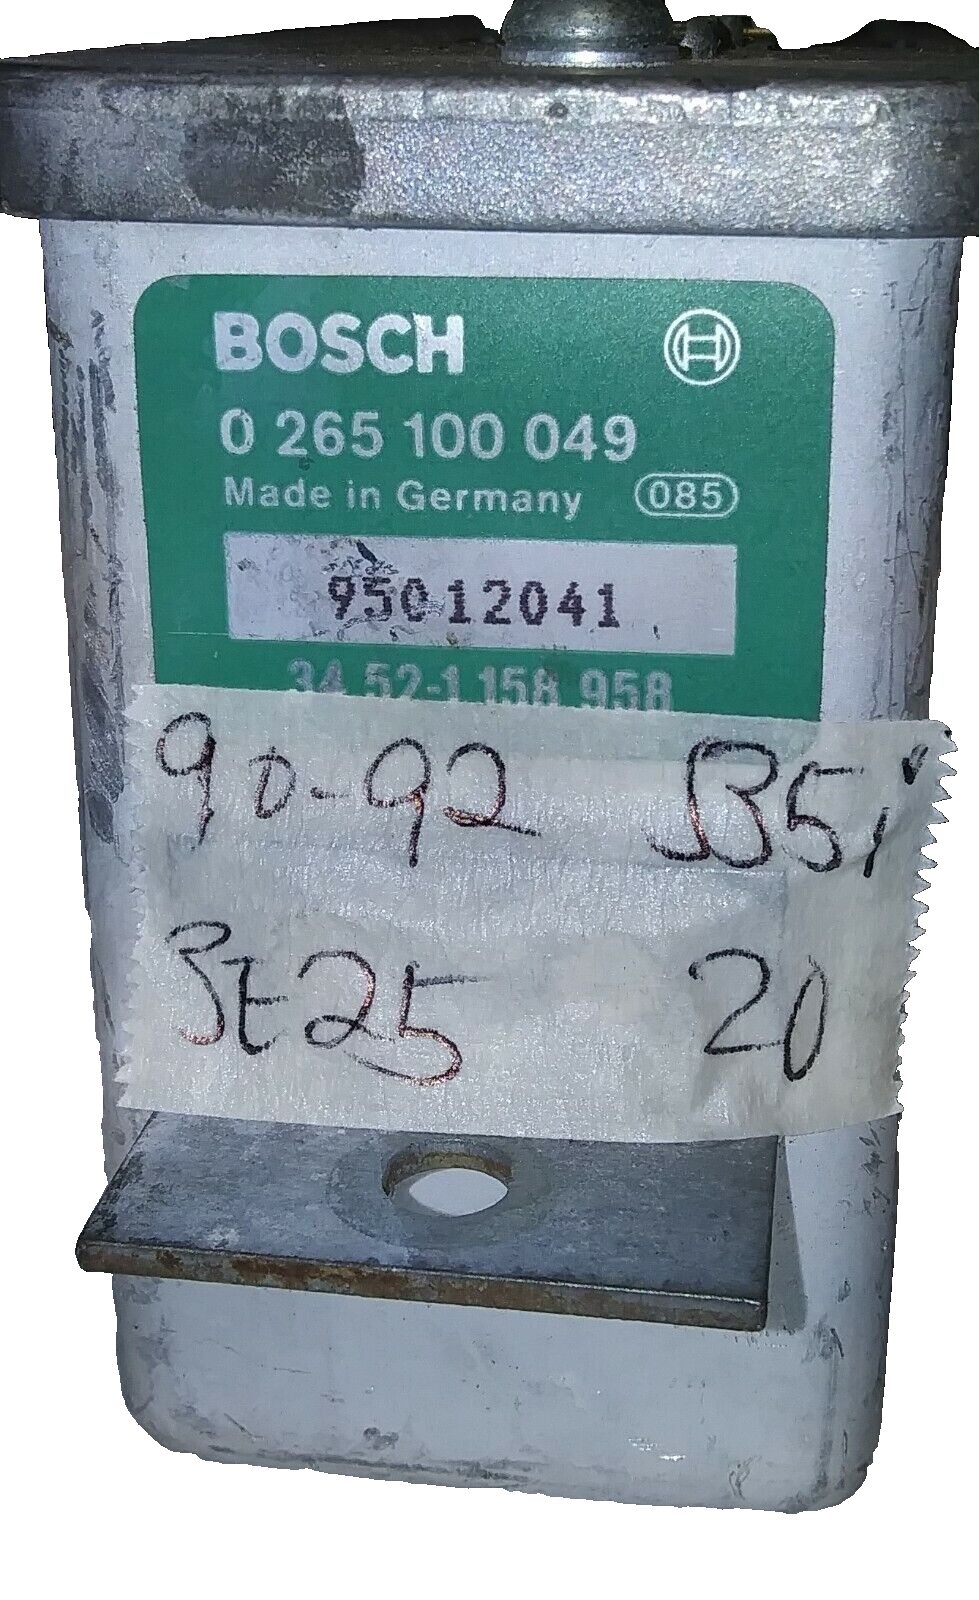 BOSCH
0 265 100 049
Made in Germany 085
95012041
34 52-1 158 958
90-92 535i
3E25 20